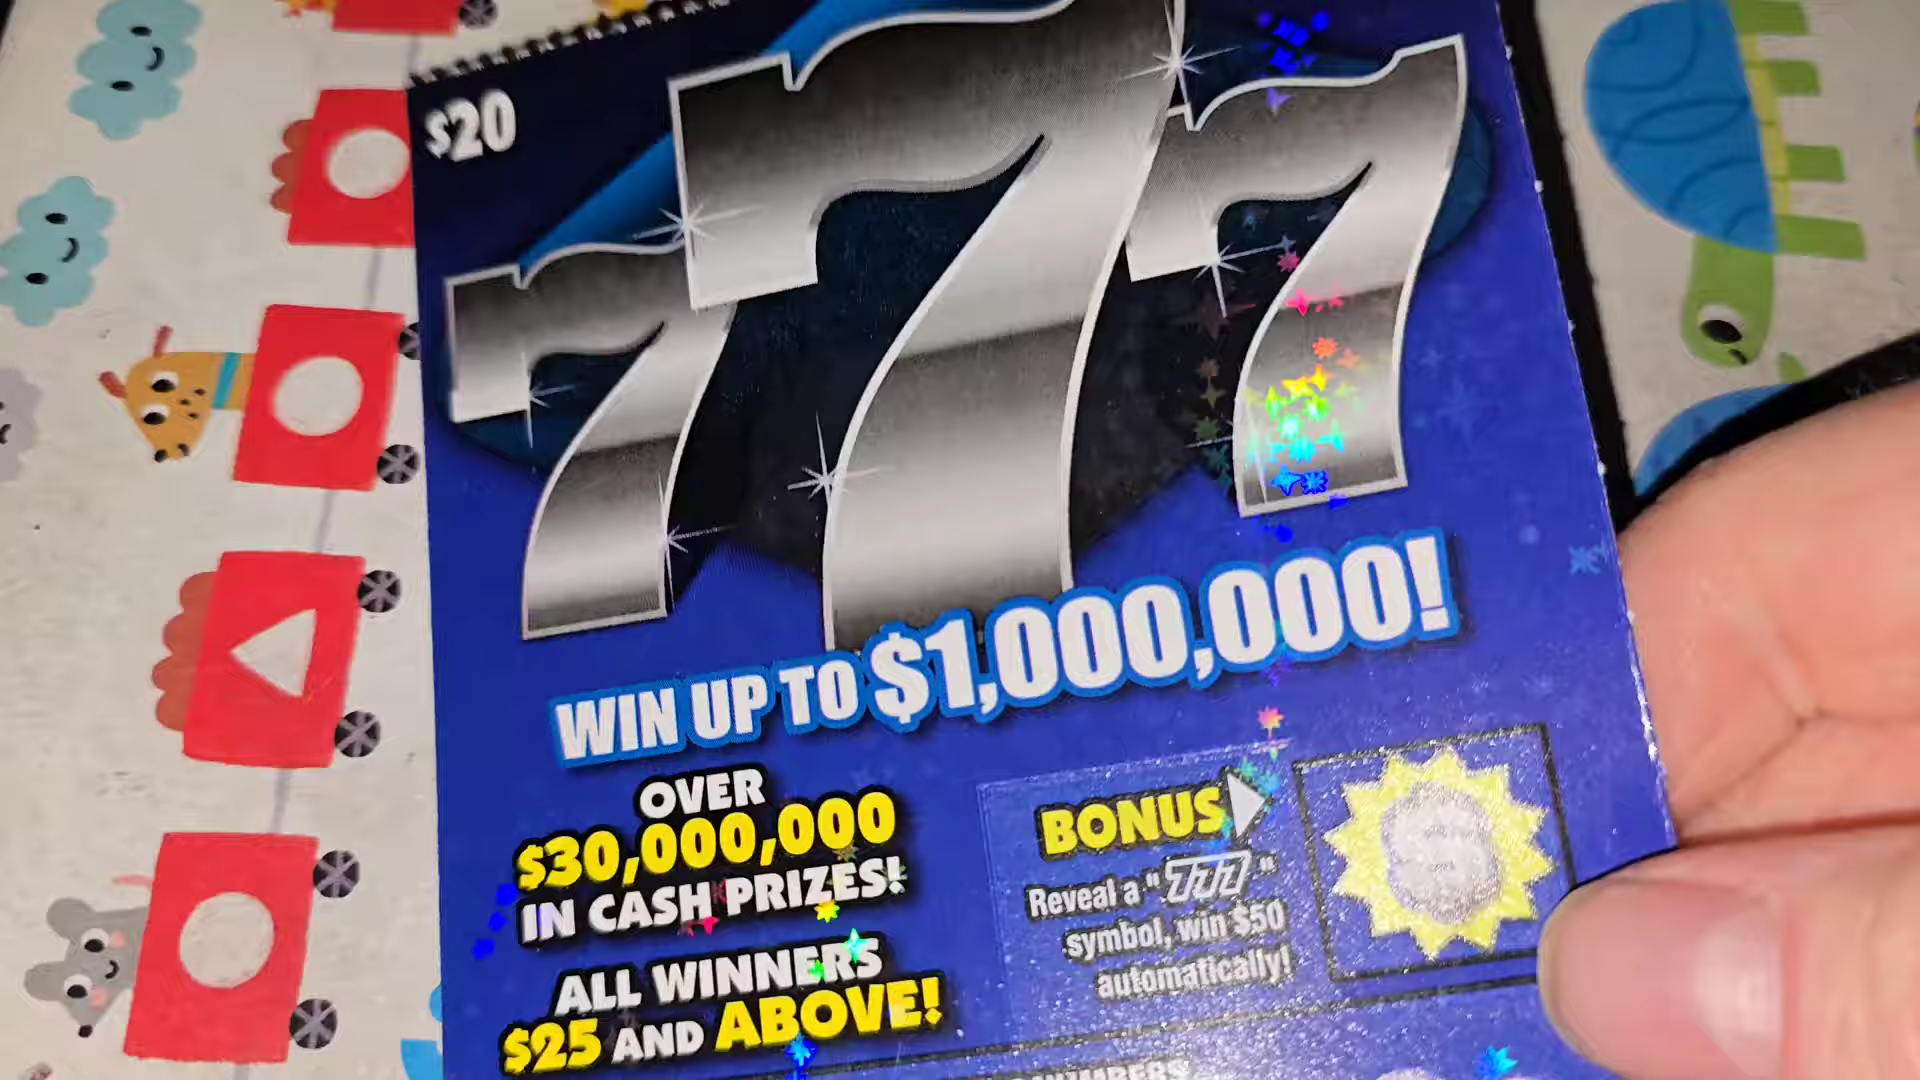 $20
777
WIN UP TO $1,000,000!
OVER
$30,000,000
IN CASH PRIZES!
ALL WINNERS
$25 AND ABOVE!
BONUS
Reveal a "777"
symbol, win $50
automatically!
$